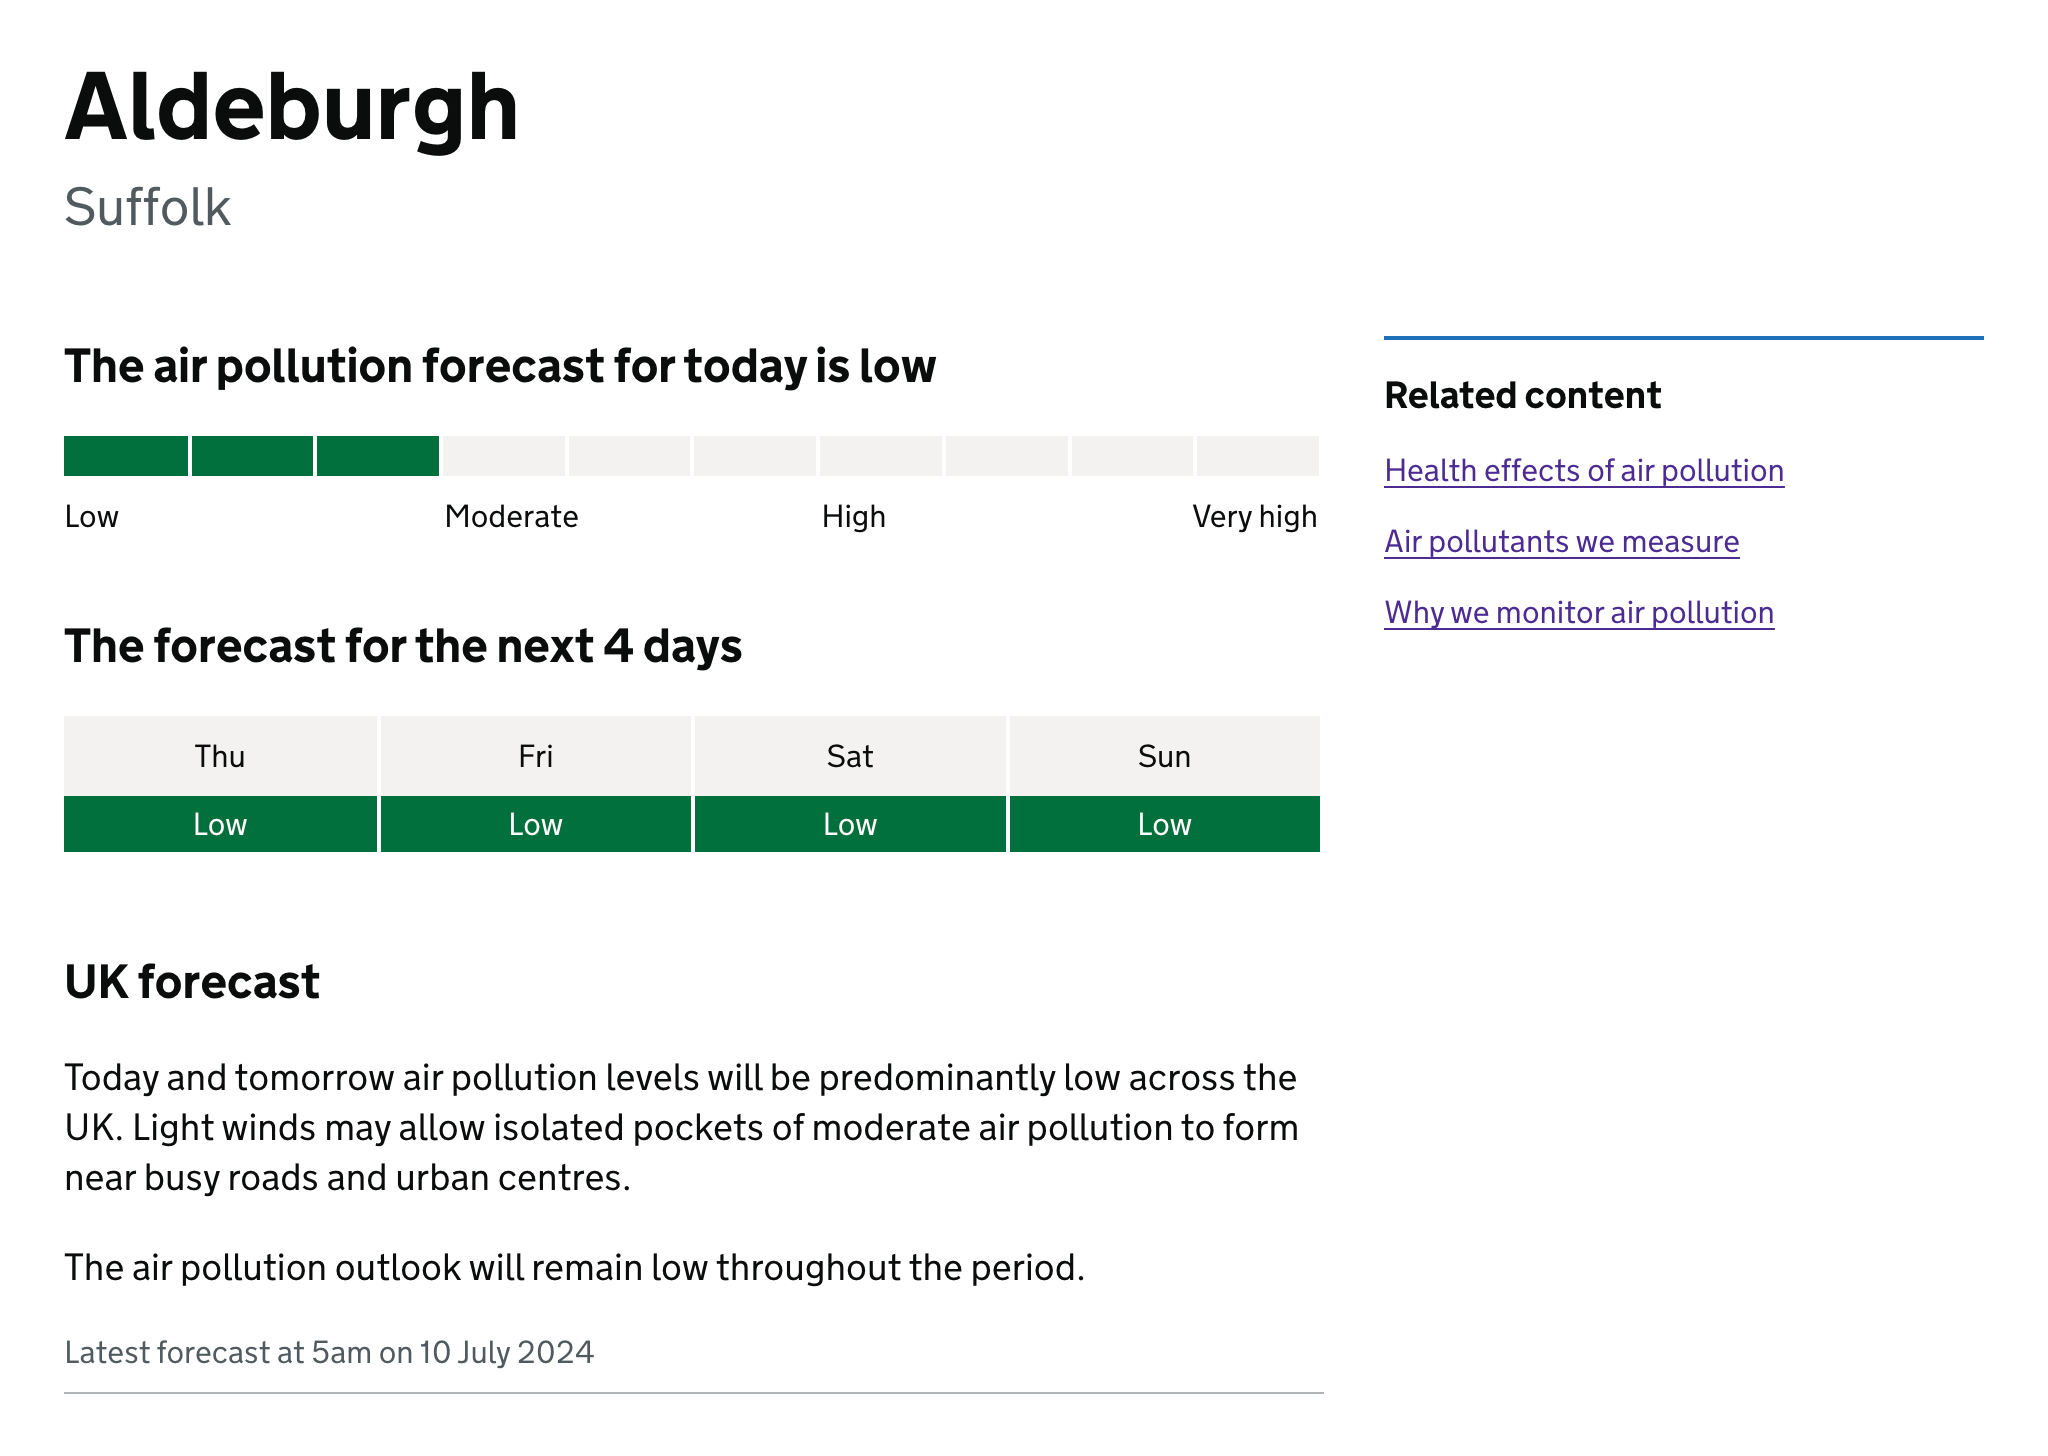 Aldeburgh
Suffolk
The air pollution forecast for today is low
Low Moderate High Very high
The forecast for the next 4 days
Thu Fri Sat Sun
Low Low Low Low
UK forecast
Today and tomorrow air pollution levels will be predominantly low across the
UK. Light winds may allow isolated pockets of moderate air pollution to form
near busy roads and urban centres.
The air pollution outlook will remain low throughout the period.
Latest forecast at 5am on 10 July 2024
Related content
Health effects of air pollution
Air pollutants we measure
Why we monitor air pollution